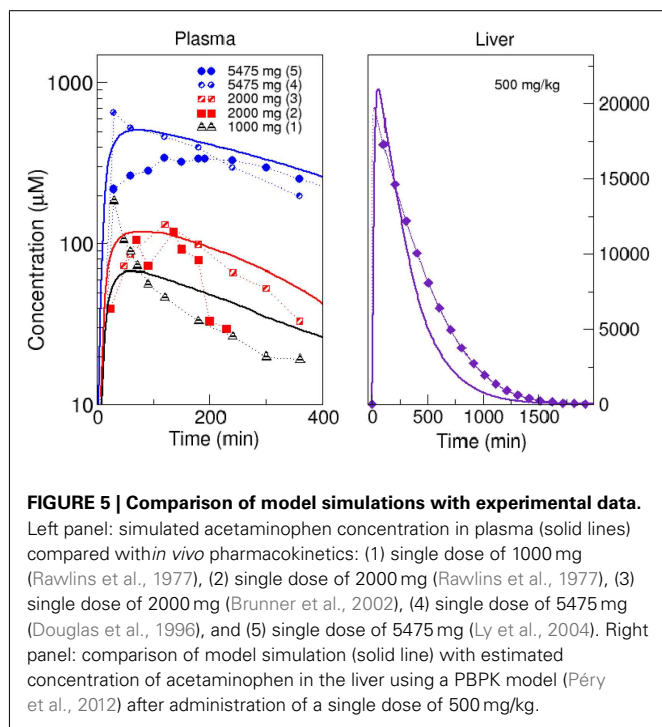 Plasma
Liver
5475 mg (5)
5475 mg (4)
2000 mg (3)
2000 mg (2)
1000 mg (1)
1000
100
10
Concentration (μM)
0
200
400
Time (min)
500 mg/kg
20000
15000
10000
5000
0
0
500
1000
1500
Time (min)
FIGURE 5 | Comparison of model simulations with experimental data.
Left panel: simulated acetaminophen concentration in plasma (solid lines)
compared within vivo pharmacokinetics: (1) single dose of 1000 mg
(Rawlins et al., 1977), (2) single dose of 2000 mg (Rawlins et al., 1977), (3)
single dose of 2000 mg (Brunner et al., 2002), (4) single dose of 5475 mg
(Douglas et al., 1996), and (5) single dose of 5475 mg (Ly et al., 2004). Right
panel: comparison of model simulation (solid line) with estimated
concentration of acetaminophen in the liver using a PBPK model (Péry
et al., 2012) after administration of a single dose of 500 mg/kg.